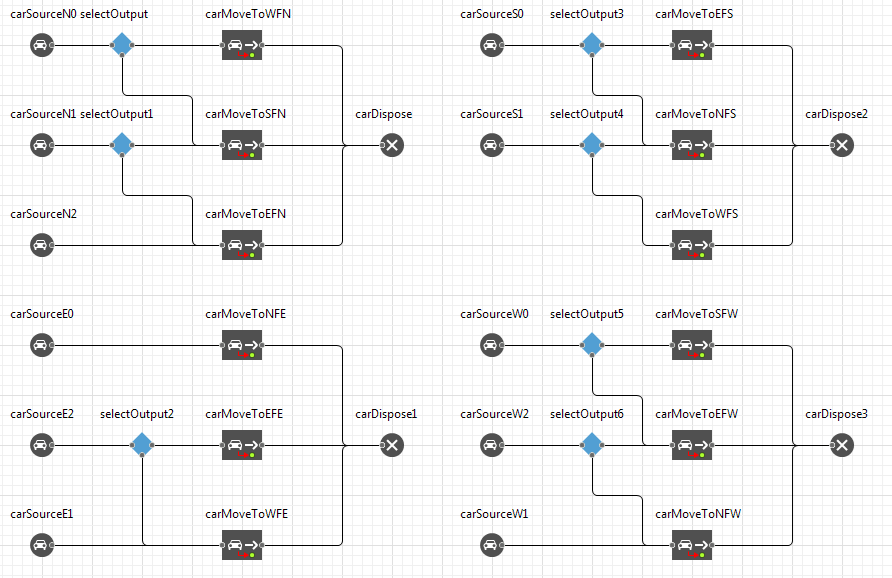 carSourceN0 selectOutput carMoveToWFN
carSourceS0 selectOutput3 carMoveToEFS
carSourceN1 selectOutput1 carMoveToSFN carDispose
carSourceS1 selectOutput4 carMoveToNFS carDispose2
carSourceN2 carMoveToEFN
carMoveToWFS
carSourceE0 carMoveToNFE
carSourceW0 selectOutput5 carMoveToSFW
carSourceE2 selectOutput2 carMoveToEFE carDispose1
carSourceW2 selectOutput6 carMoveToEFW carDispose3
carSourceE1 carMoveToWFE
carSourceW1 carMoveToNFW